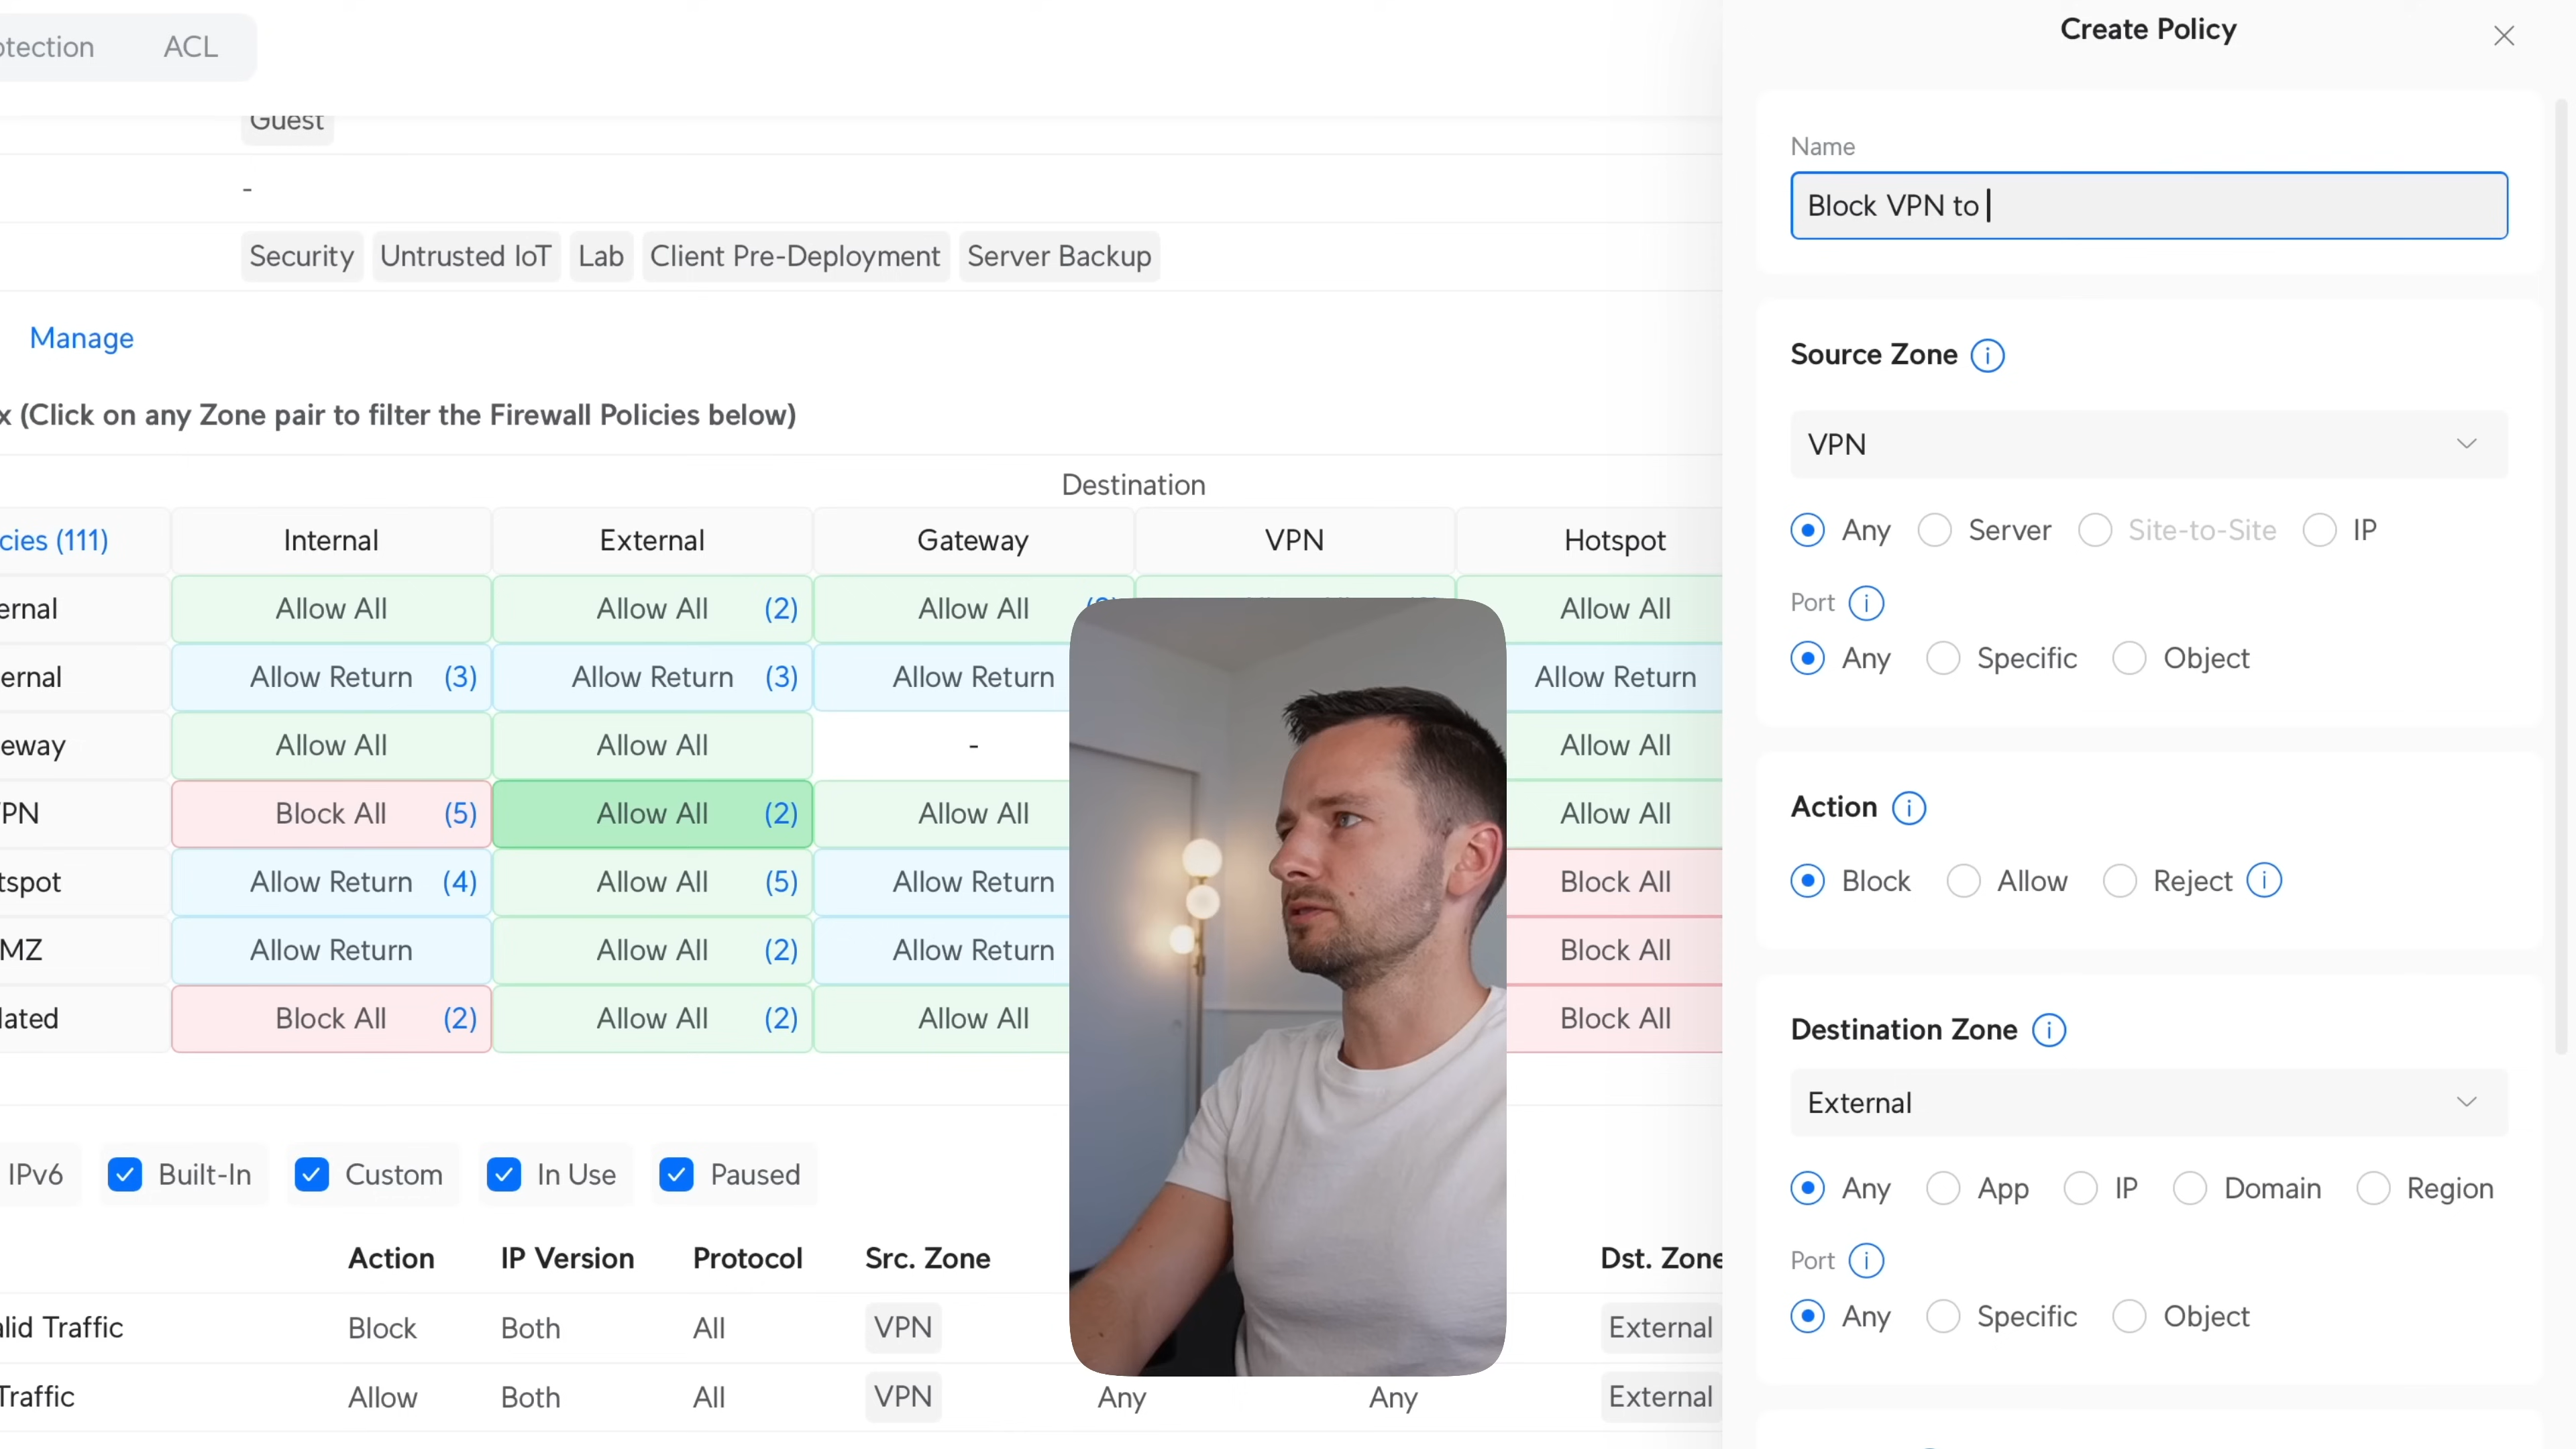 Create Policy
otection ACL
Guest
Name
-
Block VPN to
Security Untrusted IoT Lab Client Pre-Deployment Server Backup
Manage
Source Zone
x (Click on any Zone pair to filter the Firewall Policies below)
VPN
Destination
cies (111) Internal External Gateway VPN Hotspot
Any Server Site-to-Site IP
Port
ernal Allow All Allow All (2) Allow All Allow All
Any Specific Object
ernal Allow Return (3) Allow Return (3) Allow Return Allow Return
eway Allow All Allow All - Allow All
Action
PN Block All (5) Allow All (2) Allow All Allow All
Block Allow Reject
tspot Allow Return (4) Allow All (5) Allow Return Block All
MZ Allow Return Allow All (2) Allow Return Block All
lated Block All (2) Allow All (2) Allow All Block All
Destination Zone
External
IPv6 Built-In Custom In Use Paused
Any App IP Domain Region
Port
Action IP Version Protocol Src. Zone Dst. Zone
Any Specific Object
alid Traffic Block Both All VPN External
Traffic Allow Both All VPN Any Any External